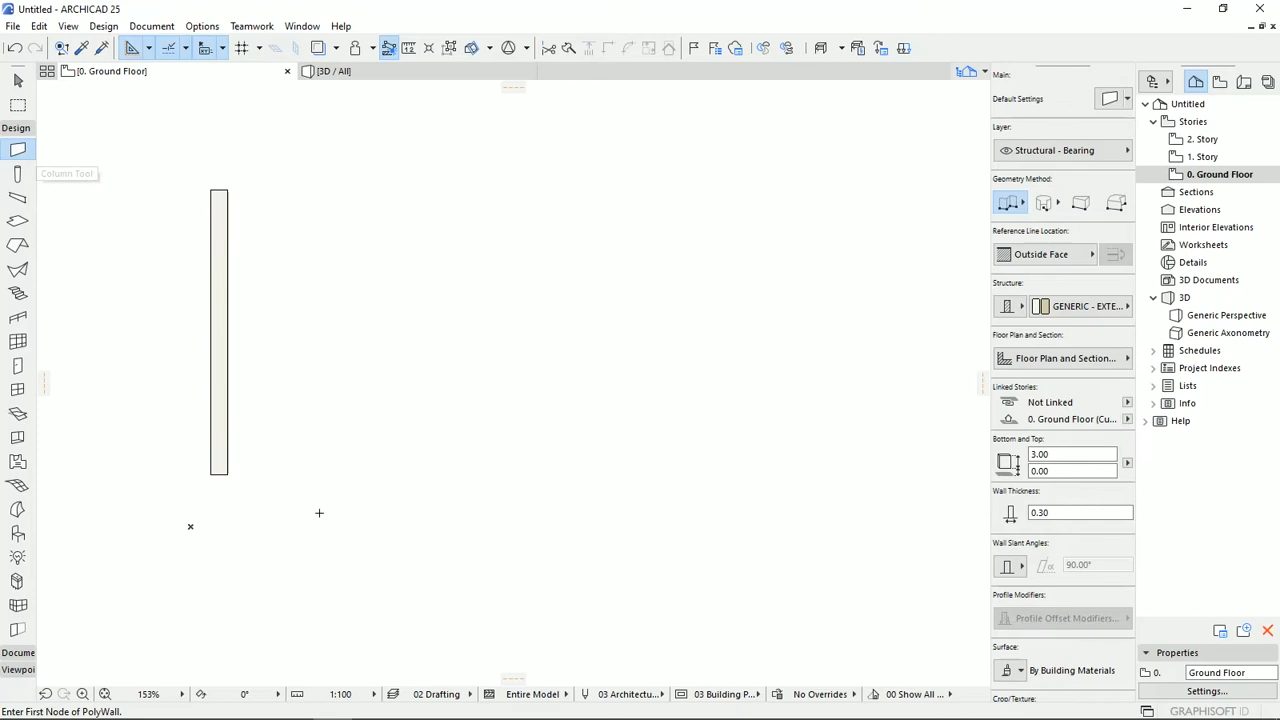 Untitled - ARCHICAD 25
File Edit View Design Document Options Teamwork Window Help
[0. Ground Floor]
[3D / All]
Design
Column Tool
Docume
Viewpoi
Main:
Default Settings
Layer:
Structural - Bearing
Geometry Method:
Reference Line Location:
Outside Face
Structure:
GENERIC - EXTE...
Floor Plan and Section:
Floor Plan and Section...
Linked Stories:
Not Linked
0. Ground Floor (Cu...
Bottom and Top:
3.00
0.00
Wall Thickness:
0.30
Wall Slant Angles:
α
90.00°
Profile Modifiers:
Profile Offset Modifiers...
Surface:
By Building Materials
Crop/Texture:
Untitled
Stories
2. Story
1. Story
0. Ground Floor
Sections
Elevations
Interior Elevations
Worksheets
Details
3D Documents
3D
Generic Perspective
Generic Axonometry
Schedules
Project Indexes
Lists
Info
Help
Properties
0.
Ground Floor
Settings...
153%
0°
1:100
02 Drafting
Entire Model
03 Architectu...
03 Building P...
No Overrides
00 Show All ...
Enter First Node of PolyWall.
GRAPHISOFT ID